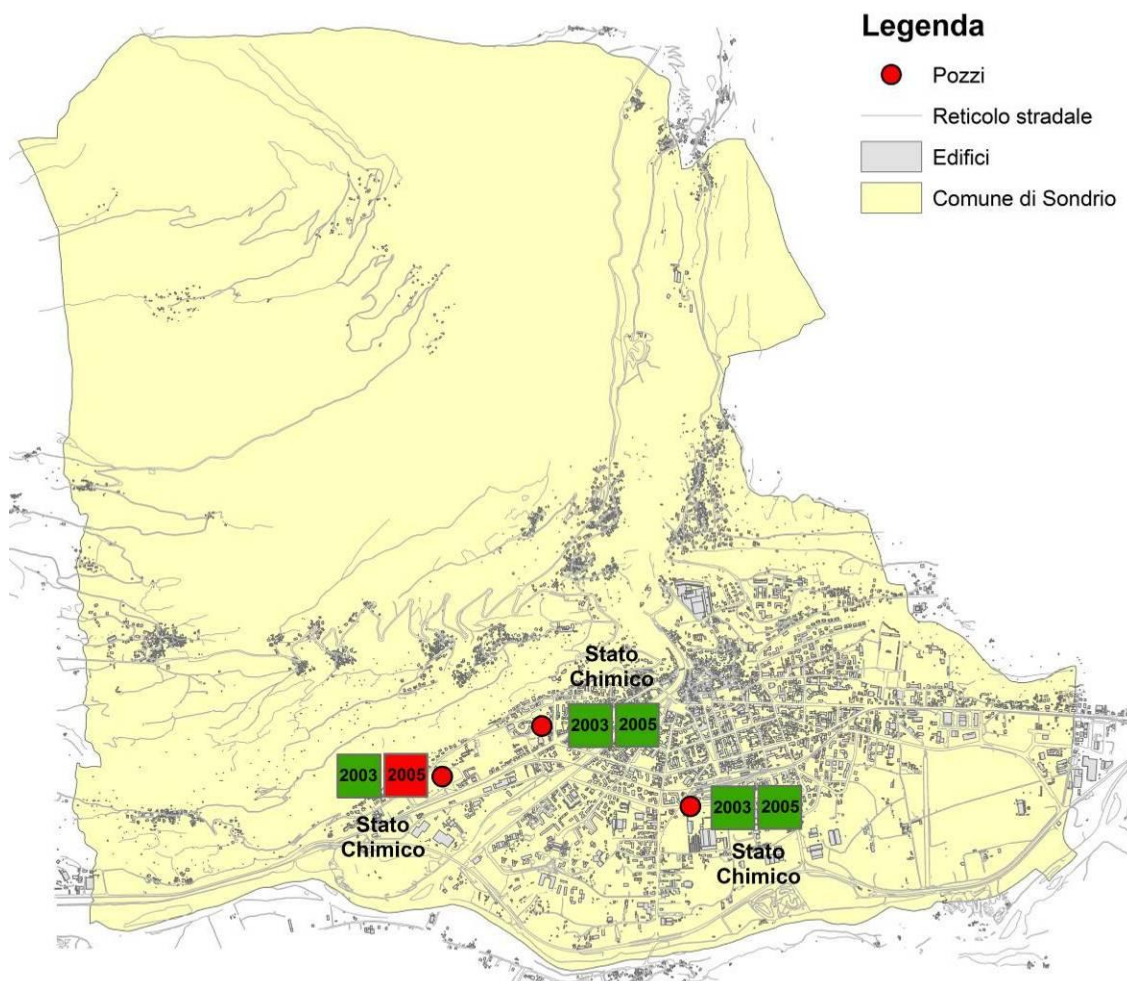 Legenda
Pozzi
Reticolo stradale
Edifici
Comune di Sondrio
Stato
Chimico
2003 2005
2003 2005
Stato
Chimico
2003 2005
Stato
Chimico